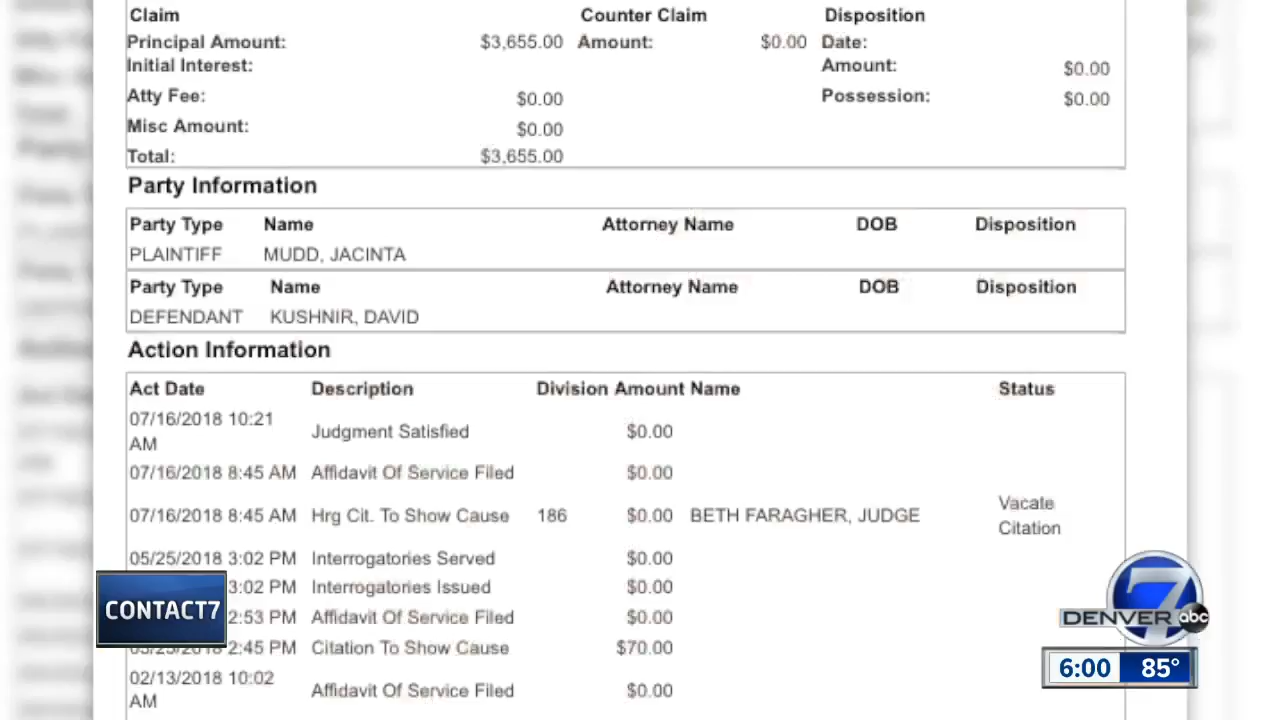 Claim Counter Claim Disposition
Principal Amount: $3,655.00 Amount: $0.00 Date:
Initial Interest: Amount: $0.00
Atty Fee: $0.00 Possession: $0.00
Misc Amount: $0.00
Total: $3,655.00
Party Information
Party Type Name Attorney Name DOB Disposition
PLAINTIFF MUDD, JACINTA
Party Type Name Attorney Name DOB Disposition
DEFENDANT KUSHNIR, DAVID
Action Information
Act Date Description Division Amount Name Status
07/16/2018 10:21
AM
Judgment Satisfied $0.00
07/16/2018 8:45 AM Affidavit Of Service Filed $0.00
07/16/2018 8:45 AM Hrg Cit. To Show Cause 186 $0.00 BETH FARAGHER, JUDGE
Vacate
Citation
05/25/2018 3:02 PM Interrogatories Served $0.00
3:02 PM Interrogatories Issued $0.00
2:53 PM Affidavit Of Service Filed $0.00
2:45 PM Citation To Show Cause $70.00
02/13/2018 10:02
AM
Affidavit Of Service Filed $0.00
CONTACT7
7
DENVER abc
6:00 85°